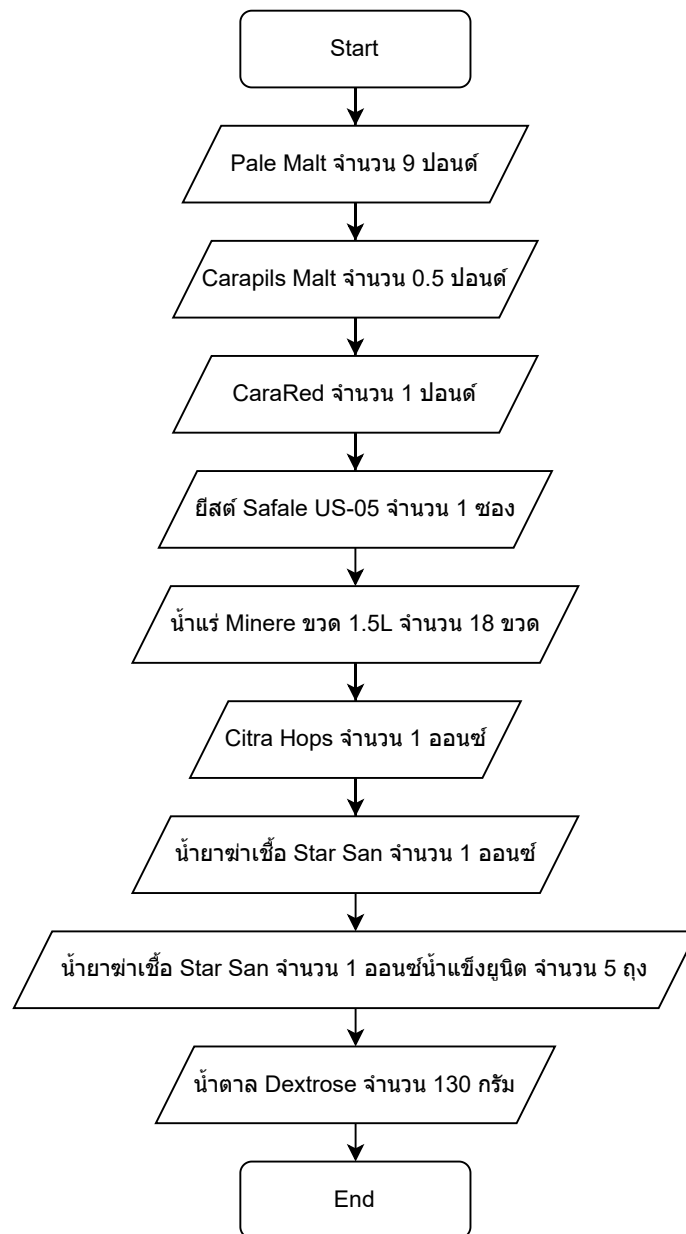 Start
Pale Malt จำนวน 9 ปอนด์
Carapils Malt จำนวน 0.5 ปอนด์
CaraRed จำนวน 1 ปอนด์
ยีสต์ Safale US-05 จำนวน 1 ซอง
น้ำแร่ Minere ขวด 1.5L จำนวน 18 ขวด
Citra Hops จำนวน 1 ออนซ์
น้ำยาฆ่าเชื้อ Star San จำนวน 1 ออนซ์
น้ำยาฆ่าเชื้อ Star San จำนวน 1 ออนซ์น้ำแข็งยูนิต จำนวน 5 ถุง
น้ำตาล Dextrose จำนวน 130 กรัม
End